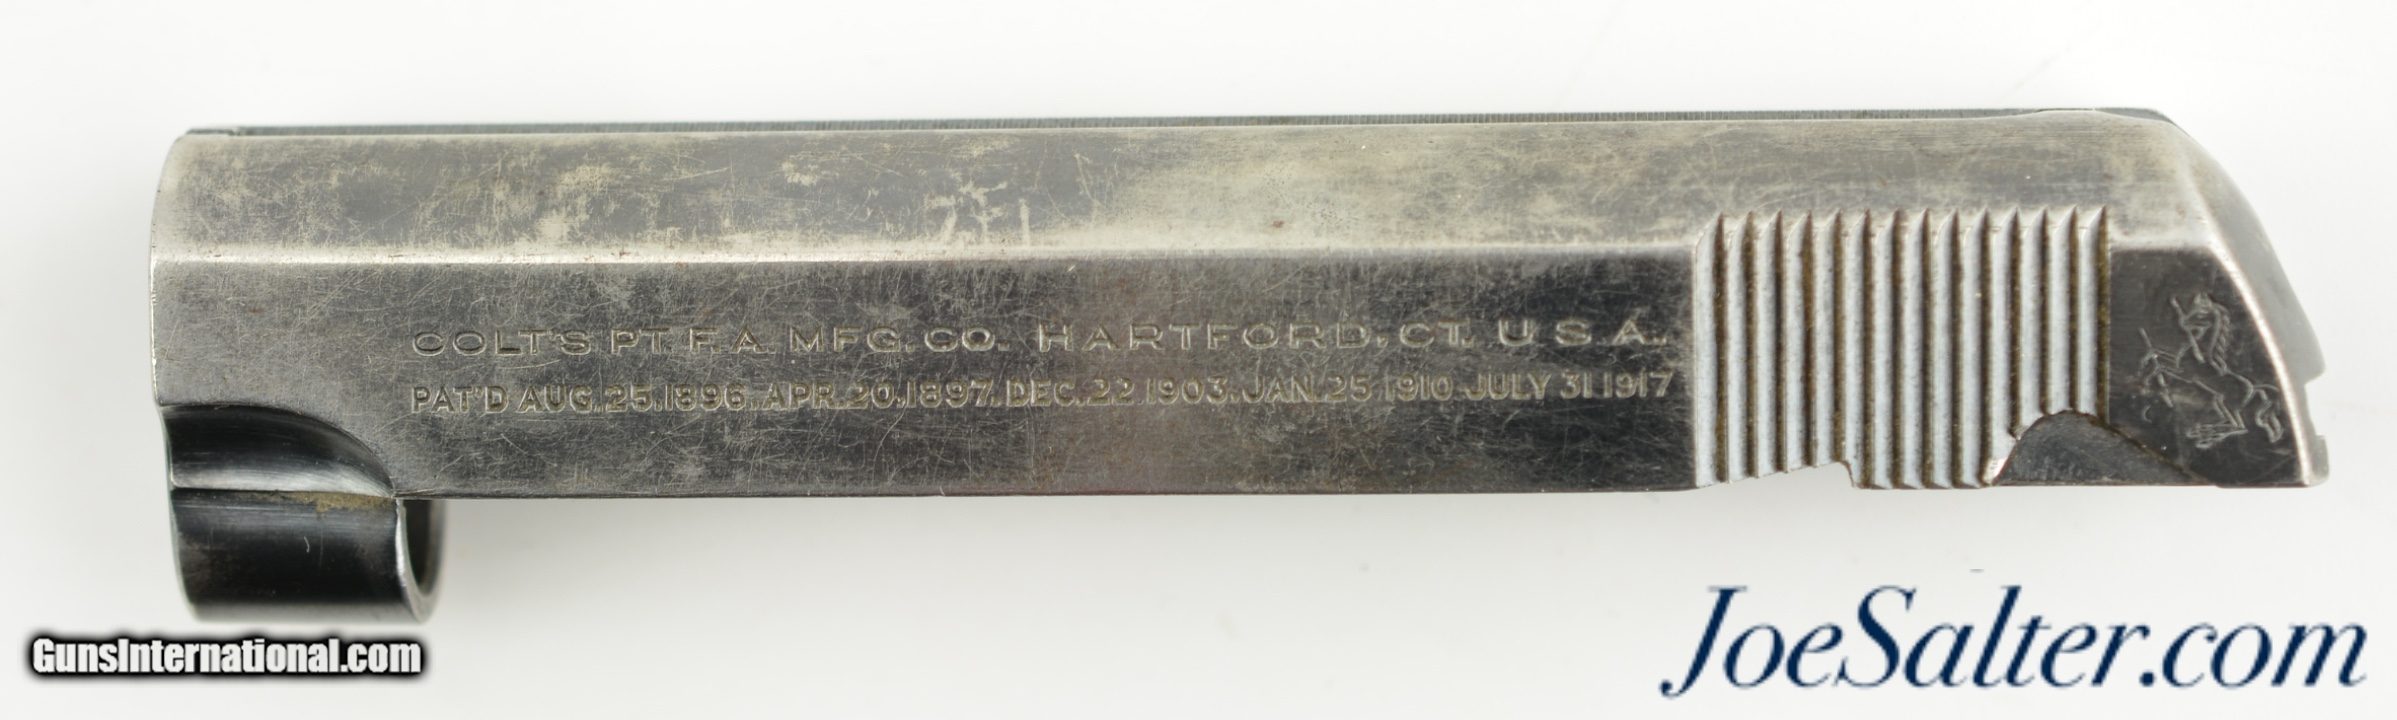 COLT'S PT. F.A. MFG. CO. HARTFORD, CT. U.S.A.
PAT'D AUG. 25, 1896, APR. 20, 1897, DEC. 22 1903, JAN. 25 1910 JULY 31, 1917
GunsInternational.com
JoeSalter.com